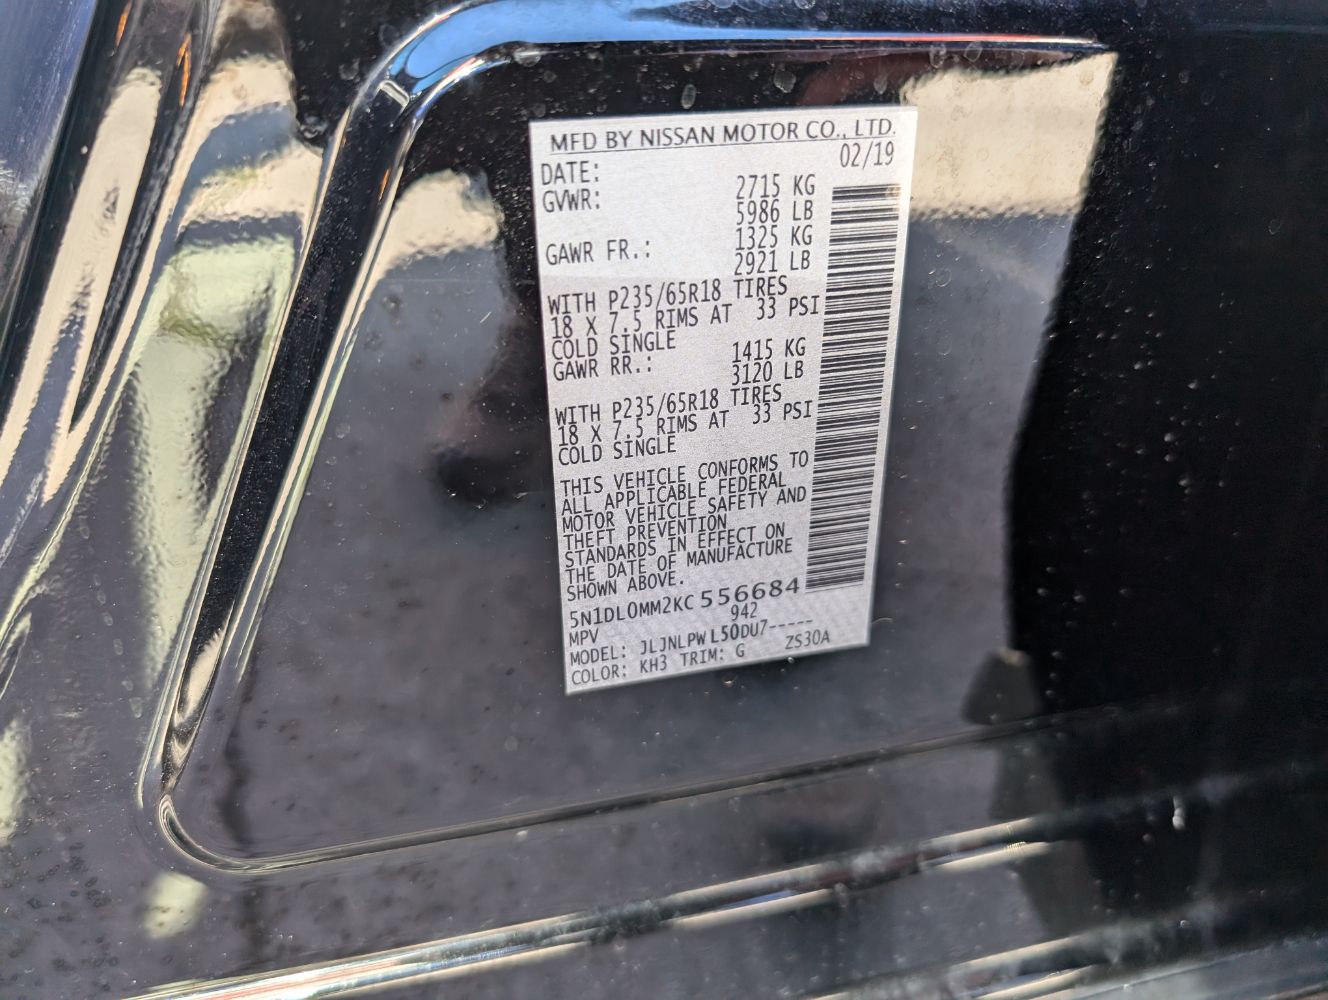 MFD BY NISSAN MOTOR CO., LTD.
DATE: 02/19
GVWR: 2715 KG
5986 LB
GAWR FR.: 1325 KG
2921 LB
WITH P235/65R18 TIRES
18 X 7.5 RIMS AT 33 PSI
COLD SINGLE
GAWR RR.: 1415 KG
3120 LB
WITH P235/65R18 TIRES
18 X 7.5 RIMS AT 33 PSI
COLD SINGLE
THIS VEHICLE CONFORMS TO
ALL APPLICABLE FEDERAL
MOTOR VEHICLE SAFETY AND
THEFT PREVENTION
STANDARDS IN EFFECT ON
THE DATE OF MANUFACTURE
SHOWN ABOVE.
5N1DL0MM2KC556684
MPV 942
MODEL: JLJNLPWL50DU7-----
COLOR: KH3 TRIM: G ZS30A